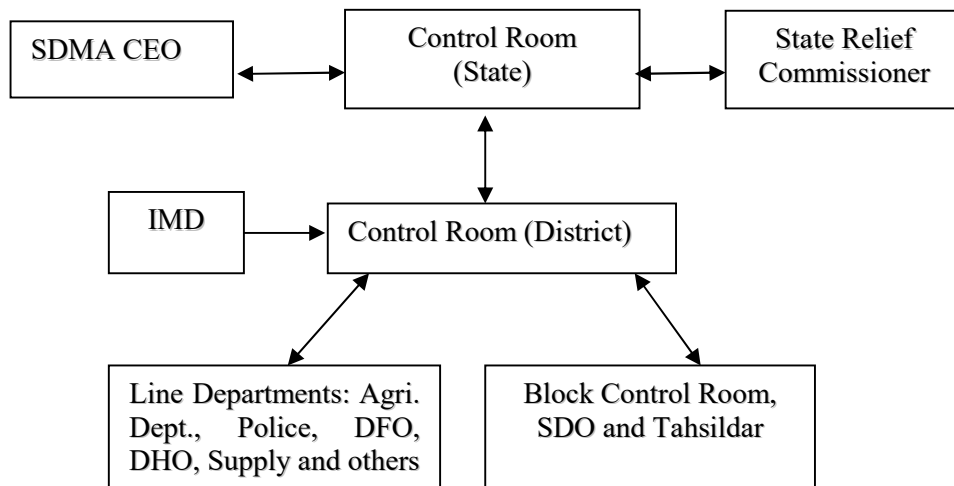 SDMA CEO
Control Room
(State)
State Relief
Commissioner
IMD
Control Room (District)
Line Departments: Agri.
Dept., Police, DFO,
DHO, Supply and others
Block Control Room,
SDO and Tahsildar